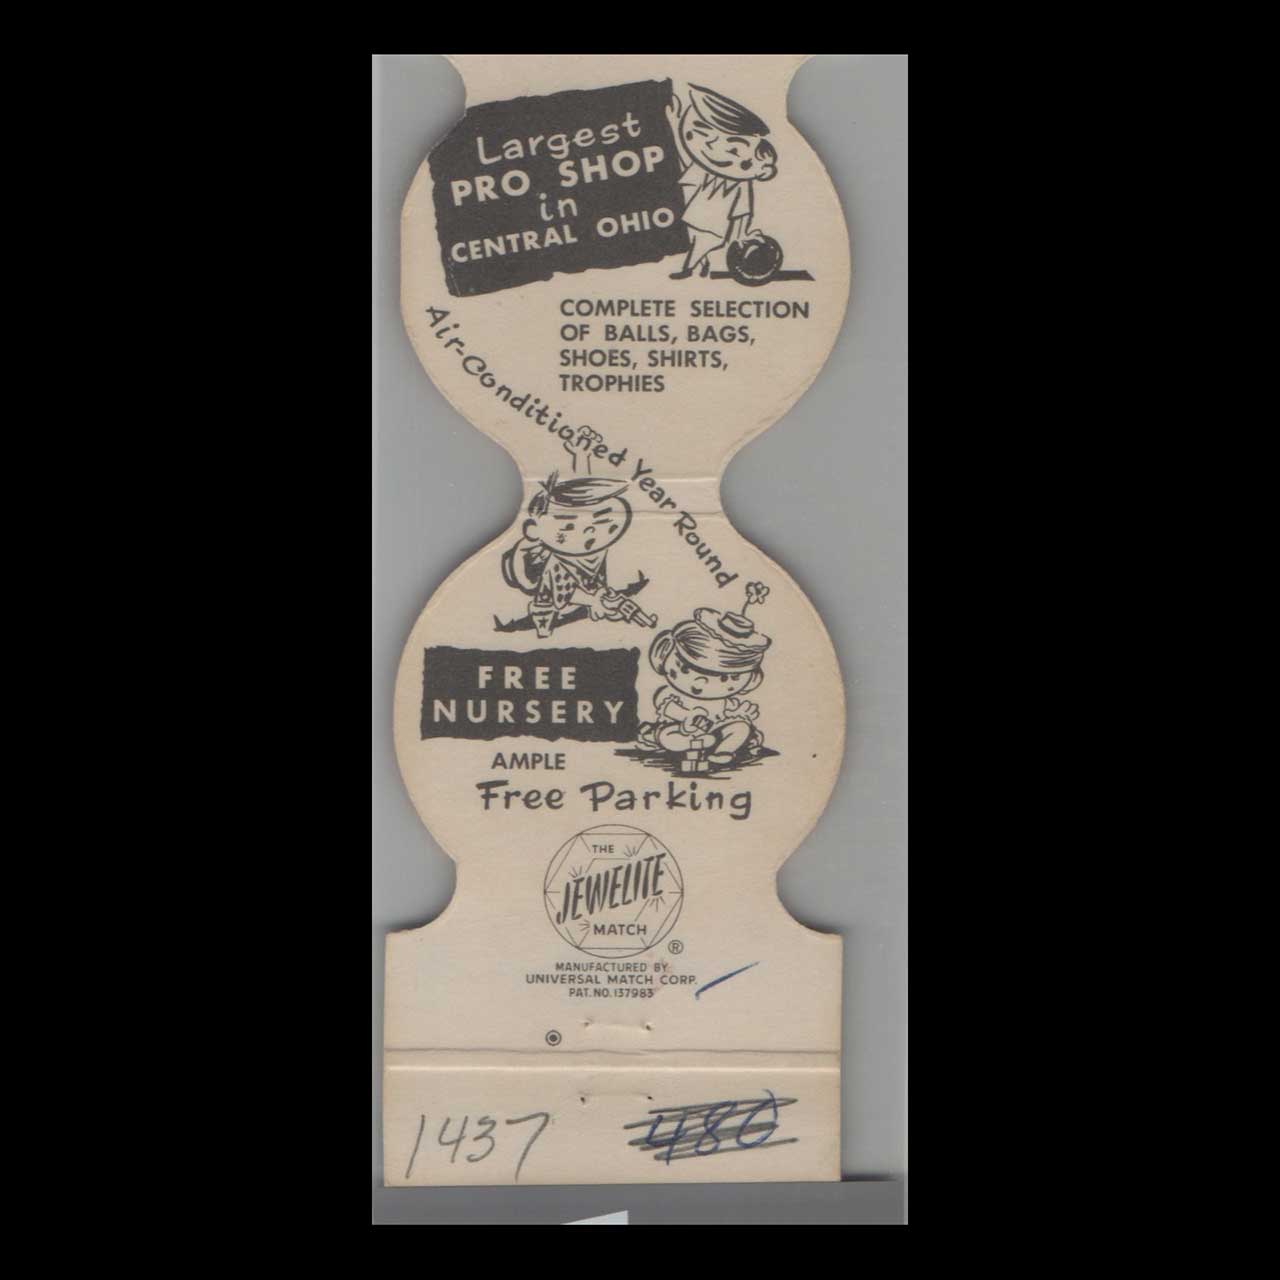 Largest
PRO SHOP
in
CENTRAL OHIO
COMPLETE SELECTION
OF BALLS, BAGS,
SHOES, SHIRTS,
TROPHIES
Air-Conditioned Year Round
FREE
NURSERY
AMPLE
Free Parking
THE
JEWELITE
MATCH
®
MANUFACTURED BY
UNIVERSAL MATCH CORP.
PAT. NO. 137983
1437 480